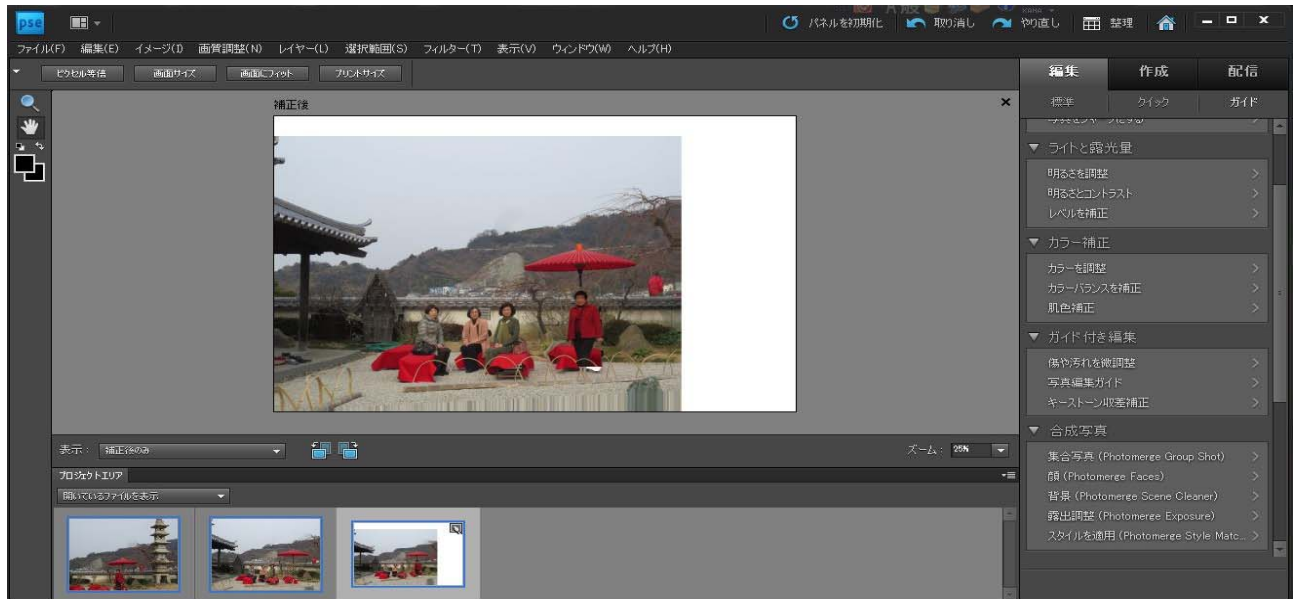 pse
パネルを初期化 取り消し やり直し 整理
ファイル(F) 編集(E) イメージ(I) 画質調整(N) レイヤー(L) 選択範囲(S) フィルター(T) 表示(V) ウィンドウ(W) ヘルプ(H)
ピクセル等倍 画面サイズ 画面にフィット プリントサイズ
編集 作成 配信
標準 クイック ガイド
補正後
ライトと露光量
明るさを調整
明るさとコントラスト
レベルを補正
カラー補正
カラーを調整
カラーバランスを補正
肌色補正
ガイド付き編集
傷や汚れを微調整
写真編集ガイド
キーストーン収差補正
合成写真
集合写真 (Photomerge Group Shot)
顔 (Photomerge Faces)
背景 (Photomerge Scene Cleaner)
露出調整 (Photomerge Exposure)
スタイルを適用 (Photomerge Style Matc...
表示: 補正後のみ ズーム: 25%
プロジェクトエリア
開いているファイルを表示